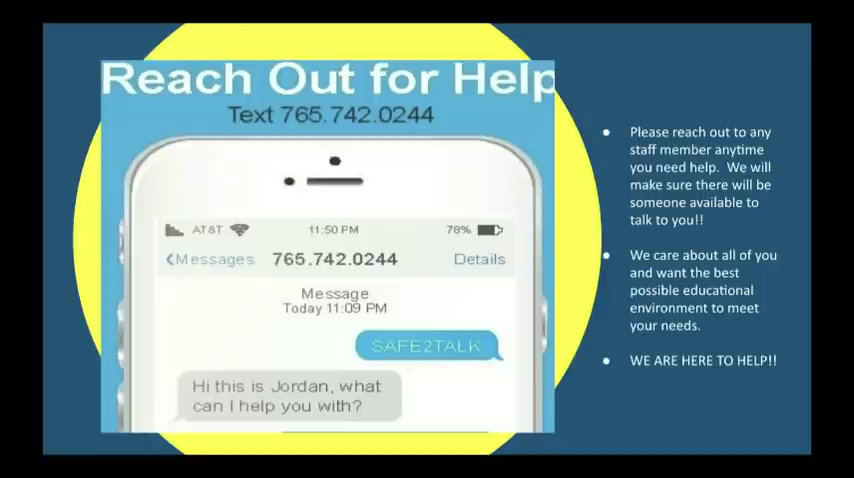 Reach Out for Help
Text 765.742.0244
AT&T 11:50 PM 78%
Messages 765.742.0244 Details
Message
Today 11:09 PM
SAFE2TALK
Hi this is Jordan, what
can I help you with?
● Please reach out to any
staff member anytime
you need help. We will
make sure there will be
someone available to
talk to you!!
● We care about all of you
and want the best
possible educational
environment to meet
your needs.
● WE ARE HERE TO HELP!!